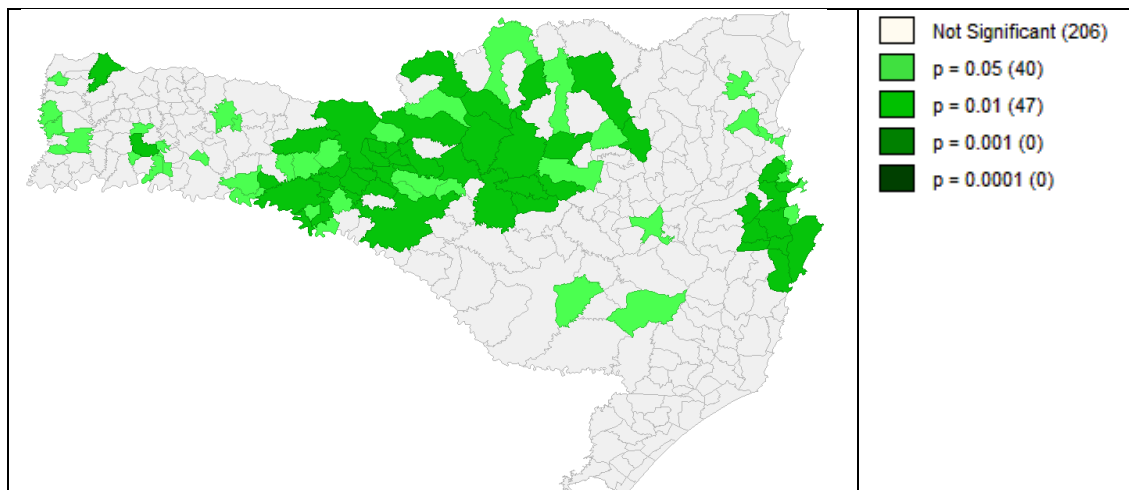 Not Significant (206)
p = 0.05 (40)
p = 0.01 (47)
p = 0.001 (0)
p = 0.0001 (0)